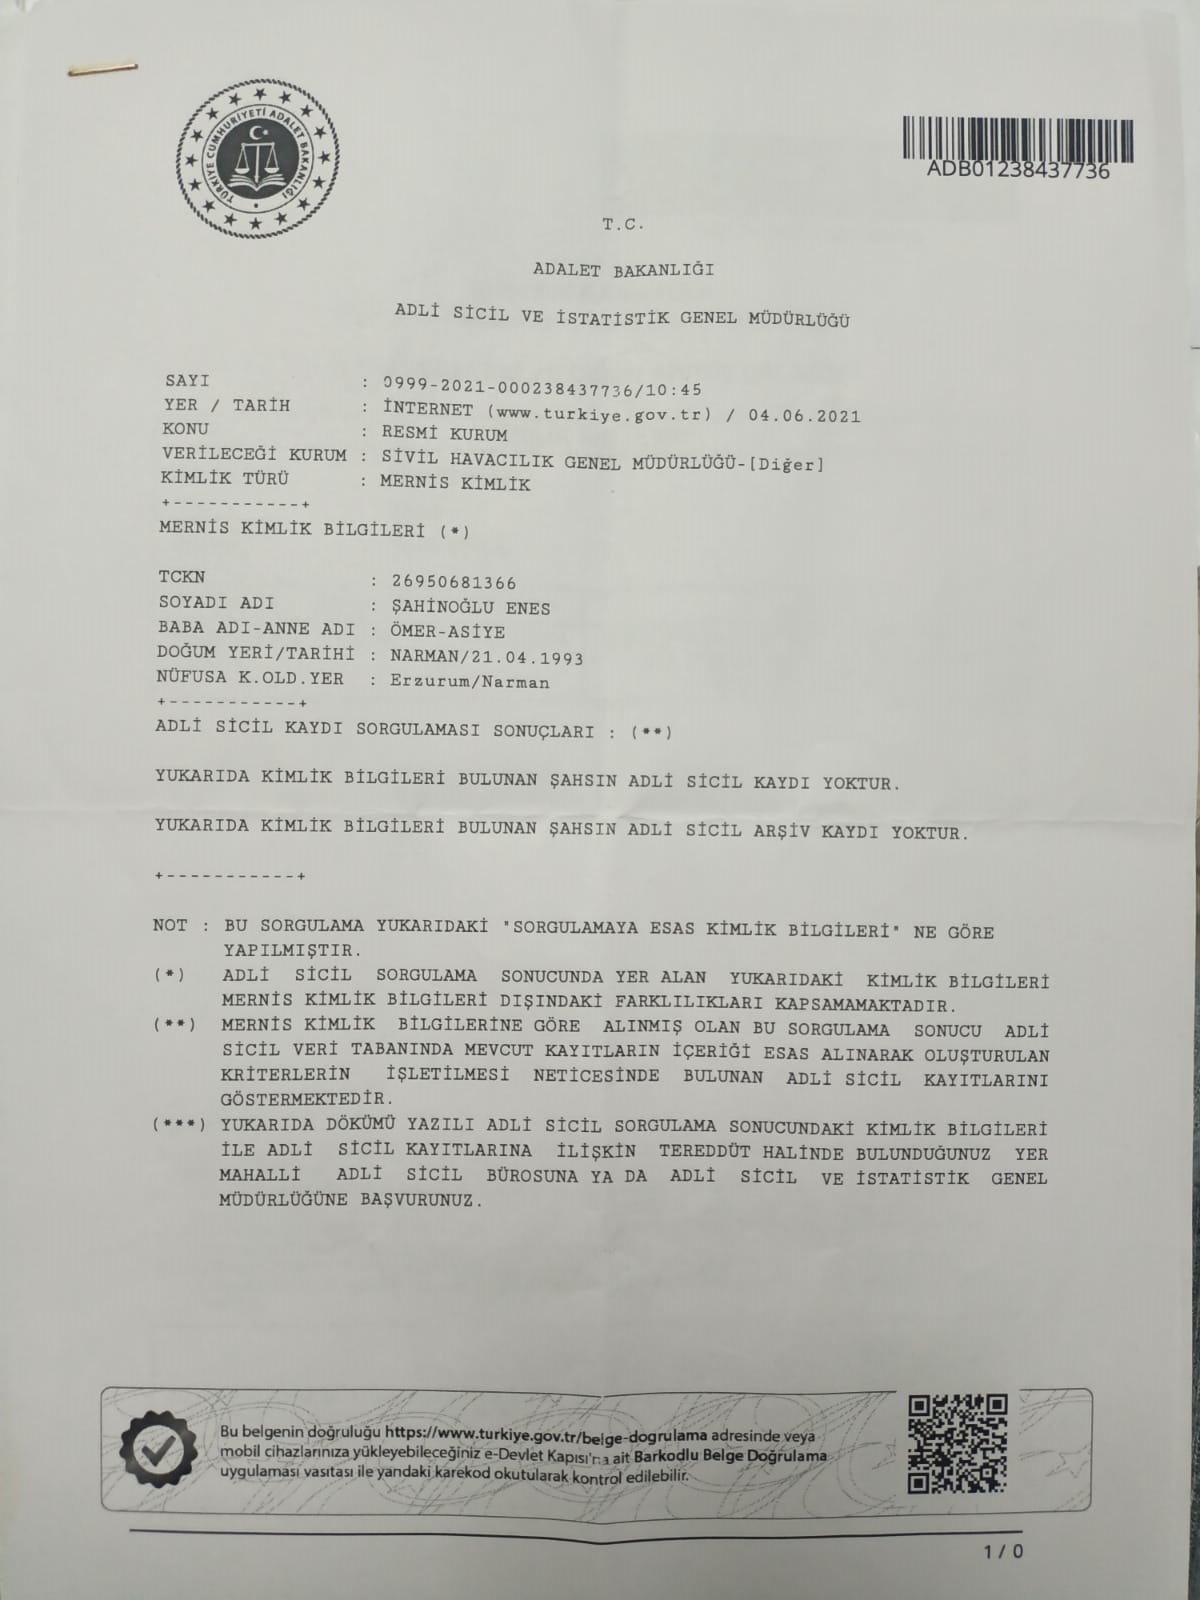 TÜRKİYE CUMHURİYETİ ADALET BAKANLIĞI
ADB01238437736
T.C.
ADALET BAKANLIĞI
ADLİ SİCİL VE İSTATİSTİK GENEL MÜDÜRLÜĞÜ
SAYI : 0999-2021-000238437736/10:45
YER / TARİH : İNTERNET (www.turkiye.gov.tr) / 04.06.2021
KONU : RESMİ KURUM
VERİLECEĞİ KURUM : SİVİL HAVACILIK GENEL MÜDÜRLÜĞÜ-[Diğer]
KİMLİK TÜRÜ : MERNİS KİMLİK
+-----------+
MERNİS KİMLİK BİLGİLERİ (*)
TCKN : 26950681366
SOYADI ADI : ŞAHİNOĞLU ENES
BABA ADI-ANNE ADI : ÖMER-ASİYE
DOĞUM YERİ/TARİHİ : NARMAN/21.04.1993
NÜFUSA K.OLD.YER : Erzurum/Narman
+-----------+
ADLİ SİCİL KAYDI SORGULAMASI SONUÇLARI : (**)
YUKARIDA KİMLİK BİLGİLERİ BULUNAN ŞAHSIN ADLİ SİCİL KAYDI YOKTUR.
YUKARIDA KİMLİK BİLGİLERİ BULUNAN ŞAHSIN ADLİ SİCİL ARŞİV KAYDI YOKTUR.
+-----------+
NOT : BU SORGULAMA YUKARIDAKİ "SORGULAMAYA ESAS KİMLİK BİLGİLERİ" NE GÖRE
YAPILMIŞTIR.
(*) ADLİ SİCİL SORGULAMA SONUCUNDA YER ALAN YUKARIDAKİ KİMLİK BİLGİLERİ
MERNİS KİMLİK BİLGİLERİ DIŞINDAKİ FARKLILIKLARI KAPSAMAMAKTADIR.
(**) MERNİS KİMLİK BİLGİLERİNE GÖRE ALINMIŞ OLAN BU SORGULAMA SONUCU ADLİ
SİCİL VERİ TABANINDA MEVCUT KAYITLARIN İÇERİĞİ ESAS ALINARAK OLUŞTURULAN
KRİTERLERİN İŞLETİLMESİ NETİCESİNDE BULUNAN ADLİ SİCİL KAYITLARINI
GÖSTERMEKTEDİR.
(***) YUKARIDA DÖKÜMÜ YAZILI ADLİ SİCİL SORGULAMA SONUCUNDAKİ KİMLİK BİLGİLERİ
İLE ADLİ SİCİL KAYITLARINA İLİŞKİN TEREDDÜT HALİNDE BULUNDUĞUNUZ YER
MAHALLİ ADLİ SİCİL BÜROSUNA YA DA ADLİ SİCİL VE İSTATİSTİK GENEL
MÜDÜRLÜĞÜNE BAŞVURUNUZ.
Bu belgenin doğruluğu https://www.turkiye.gov.tr/belge-dogrulama adresinde veya
mobil cihazlarınıza yükleyebileceğiniz e-Devlet Kapısı'na ait Barkodlu Belge Doğrulama
uygulaması vasıtası ile yandaki karekod okutularak kontrol edilebilir.
1 / 0